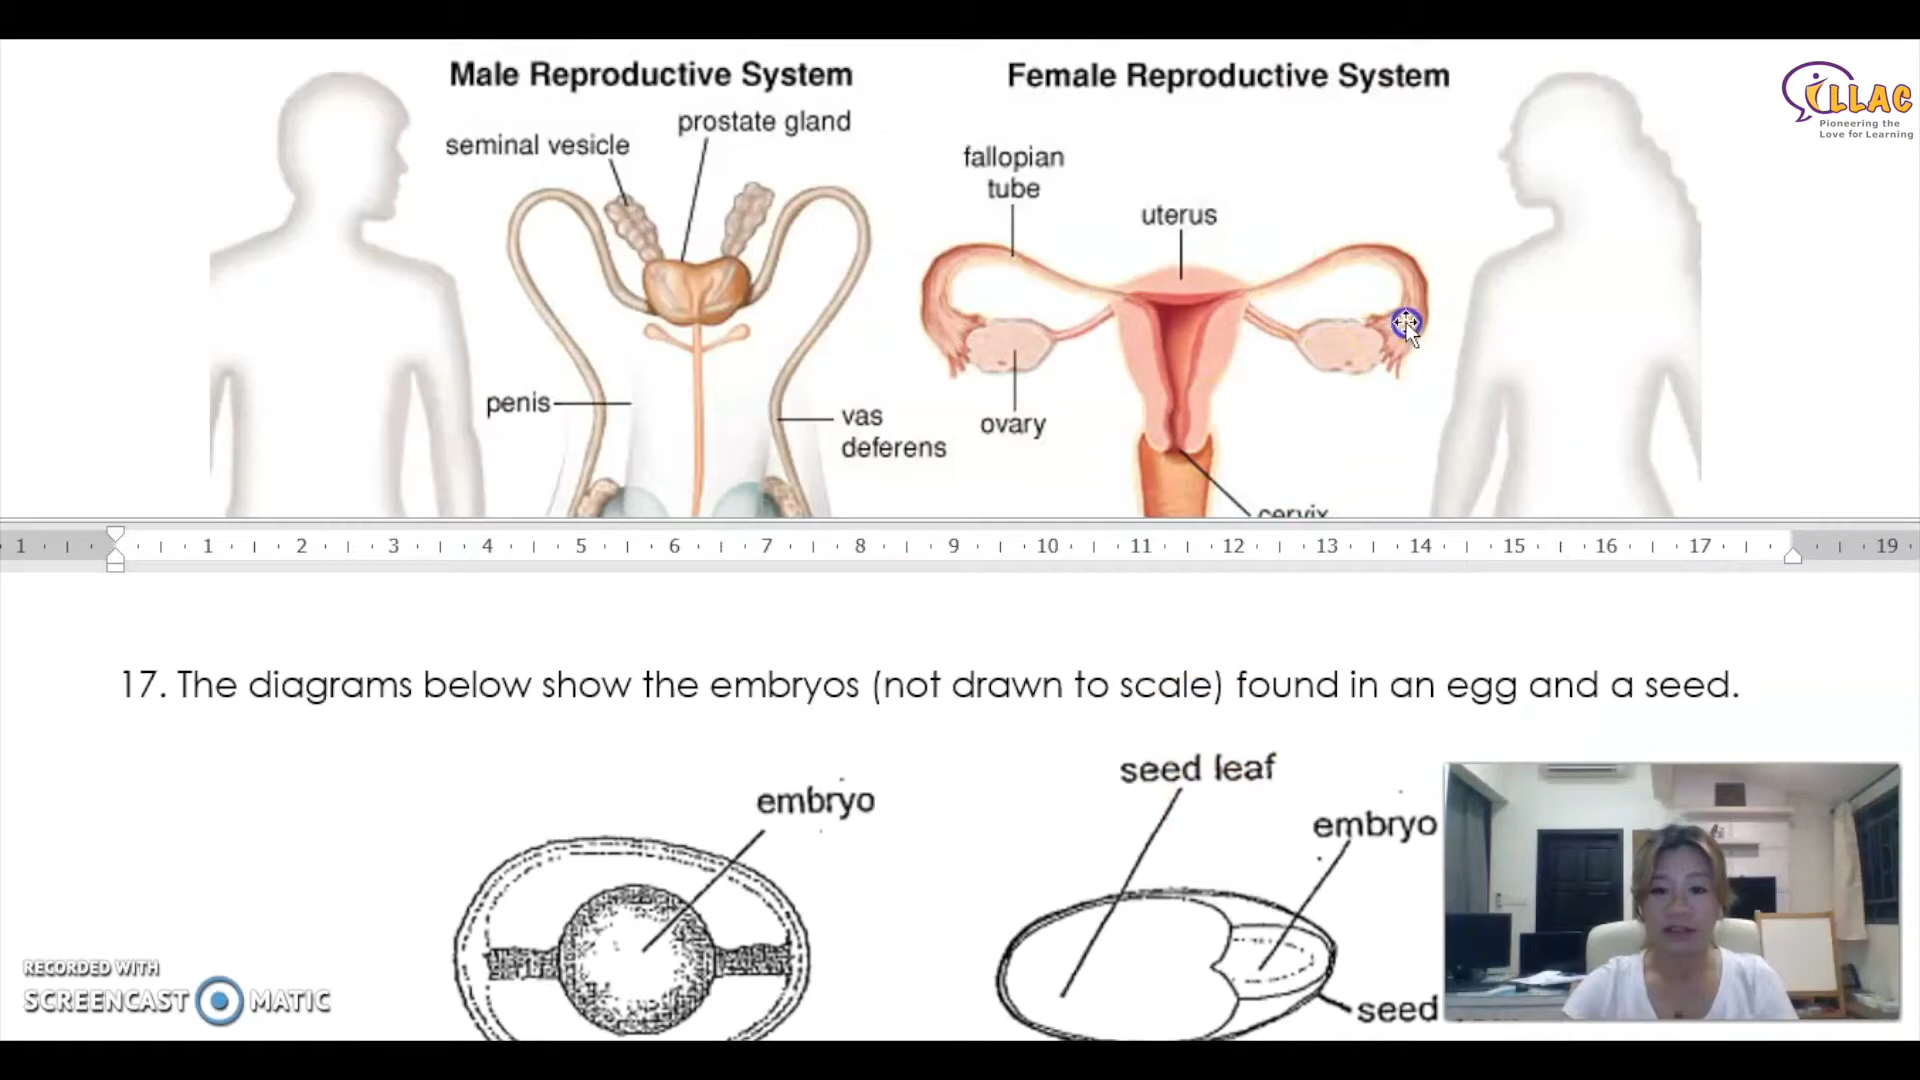 Male Reproductive System
Female Reproductive System
iLLAC
Pioneering the
Love for Learning
prostate gland
seminal vesicle
fallopian
tube
uterus
penis
vas
deferens
ovary
cervix
1 1 2 3 4 5 6 7 8 9 10 11 12 13 14 15 16 17 19
17. The diagrams below show the embryos (not drawn to scale) found in an egg and a seed.
seed leaf
embryo
embryo
seed
RECORDED WITH
SCREENCAST MATIC